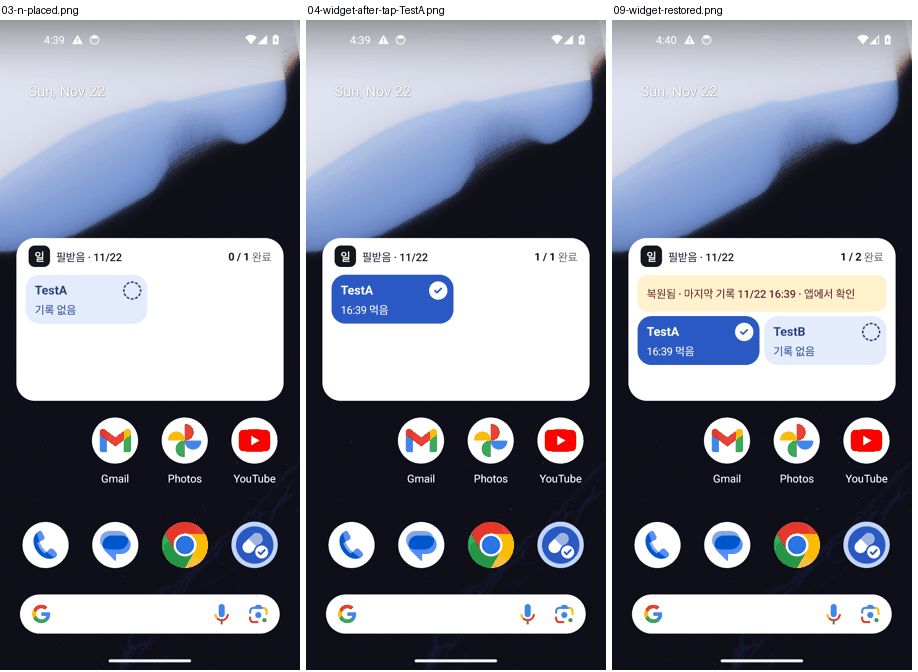 03-n-placed.png
4:39
Sun, Nov 22
일 필받음 · 11/22 0 / 1 완료
TestA
기록 없음
Gmail Photos YouTube
04-widget-after-tap-TestA.png
4:39
Sun, Nov 22
일 필받음 · 11/22 1 / 1 완료
TestA
16:39 먹음
Gmail Photos YouTube
09-widget-restored.png
4:40
Sun, Nov 22
일 필받음 · 11/22 1 / 2 완료
복원됨 · 마지막 기록 11/22 16:39 · 앱에서 확인
TestA TestB
16:39 먹음 기록 없음
Gmail Photos YouTube